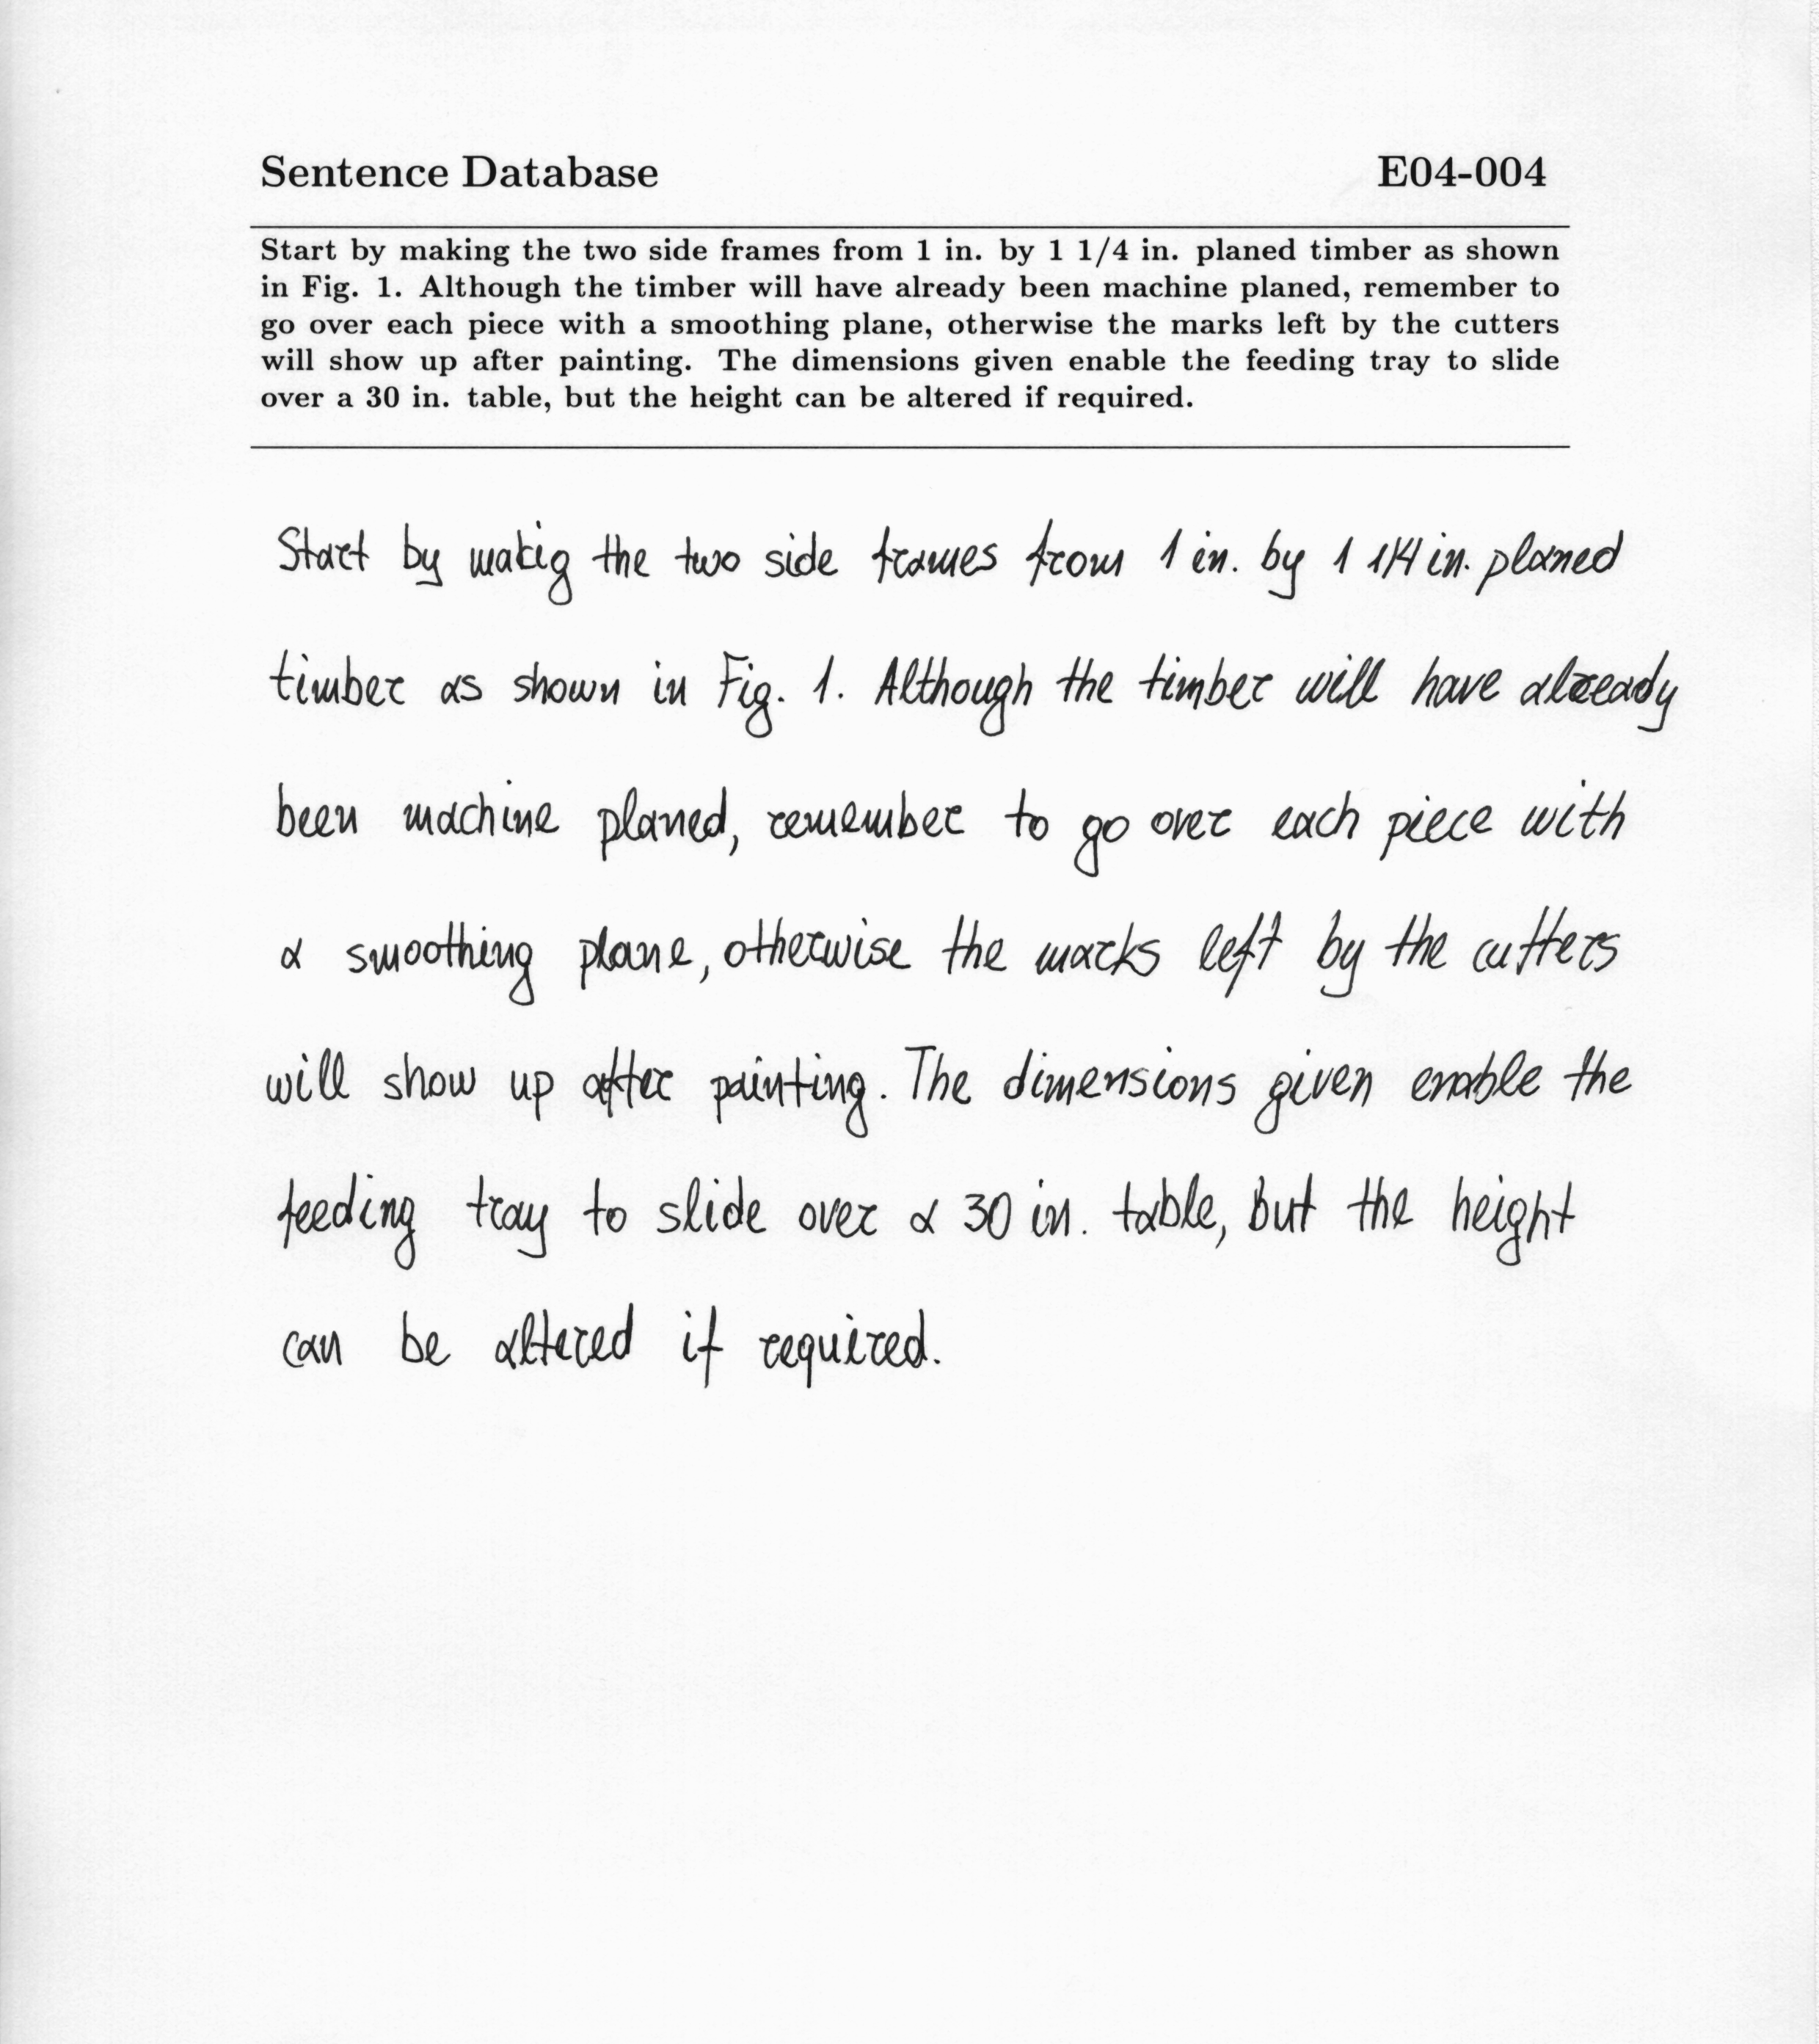 Sentence Database E04-004
Start by making the two side frames from 1 in. by 1 1/4 in. planed timber as shown
in Fig. 1. Although the timber will have already been machine planed, remember to
go over each piece with a smoothing plane, otherwise the marks left by the cutters
will show up after painting. The dimensions given enable the feeding tray to slide
over a 30 in. table, but the height can be altered if required.
Start by makig the two side frames from 1 in. by 1 1/4 in. planed
timber as shown in Fig. 1. Although the timber will have already
been machine planed, remember to go over each piece with
a smoothing plane, otherwise the marks left by the cutters
will show up after painting. The dimensions given enable the
feeding tray to slide over a 30 in. table, but the height
can be altered if required.